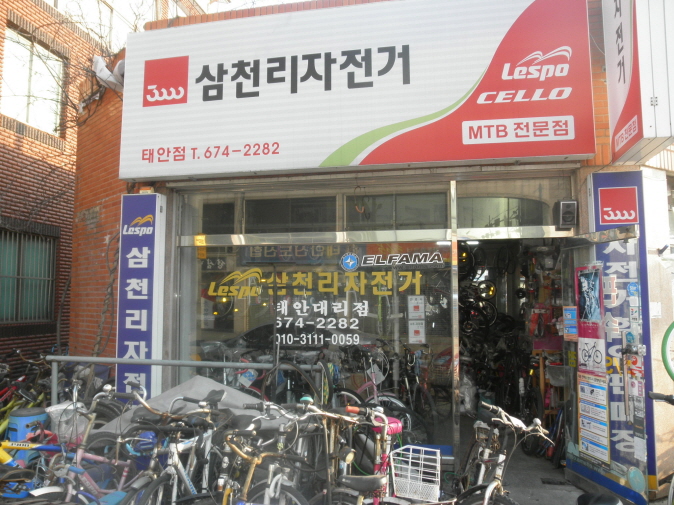 삼천리자전거
태안점 T. 674-2282
Lespo
CELLO
MTB 전문점
Lespo
삼천리자전
ELFAMA
Lespo 삼천리자전거
태안대리점
674-2282
010-3111-0059
자전거